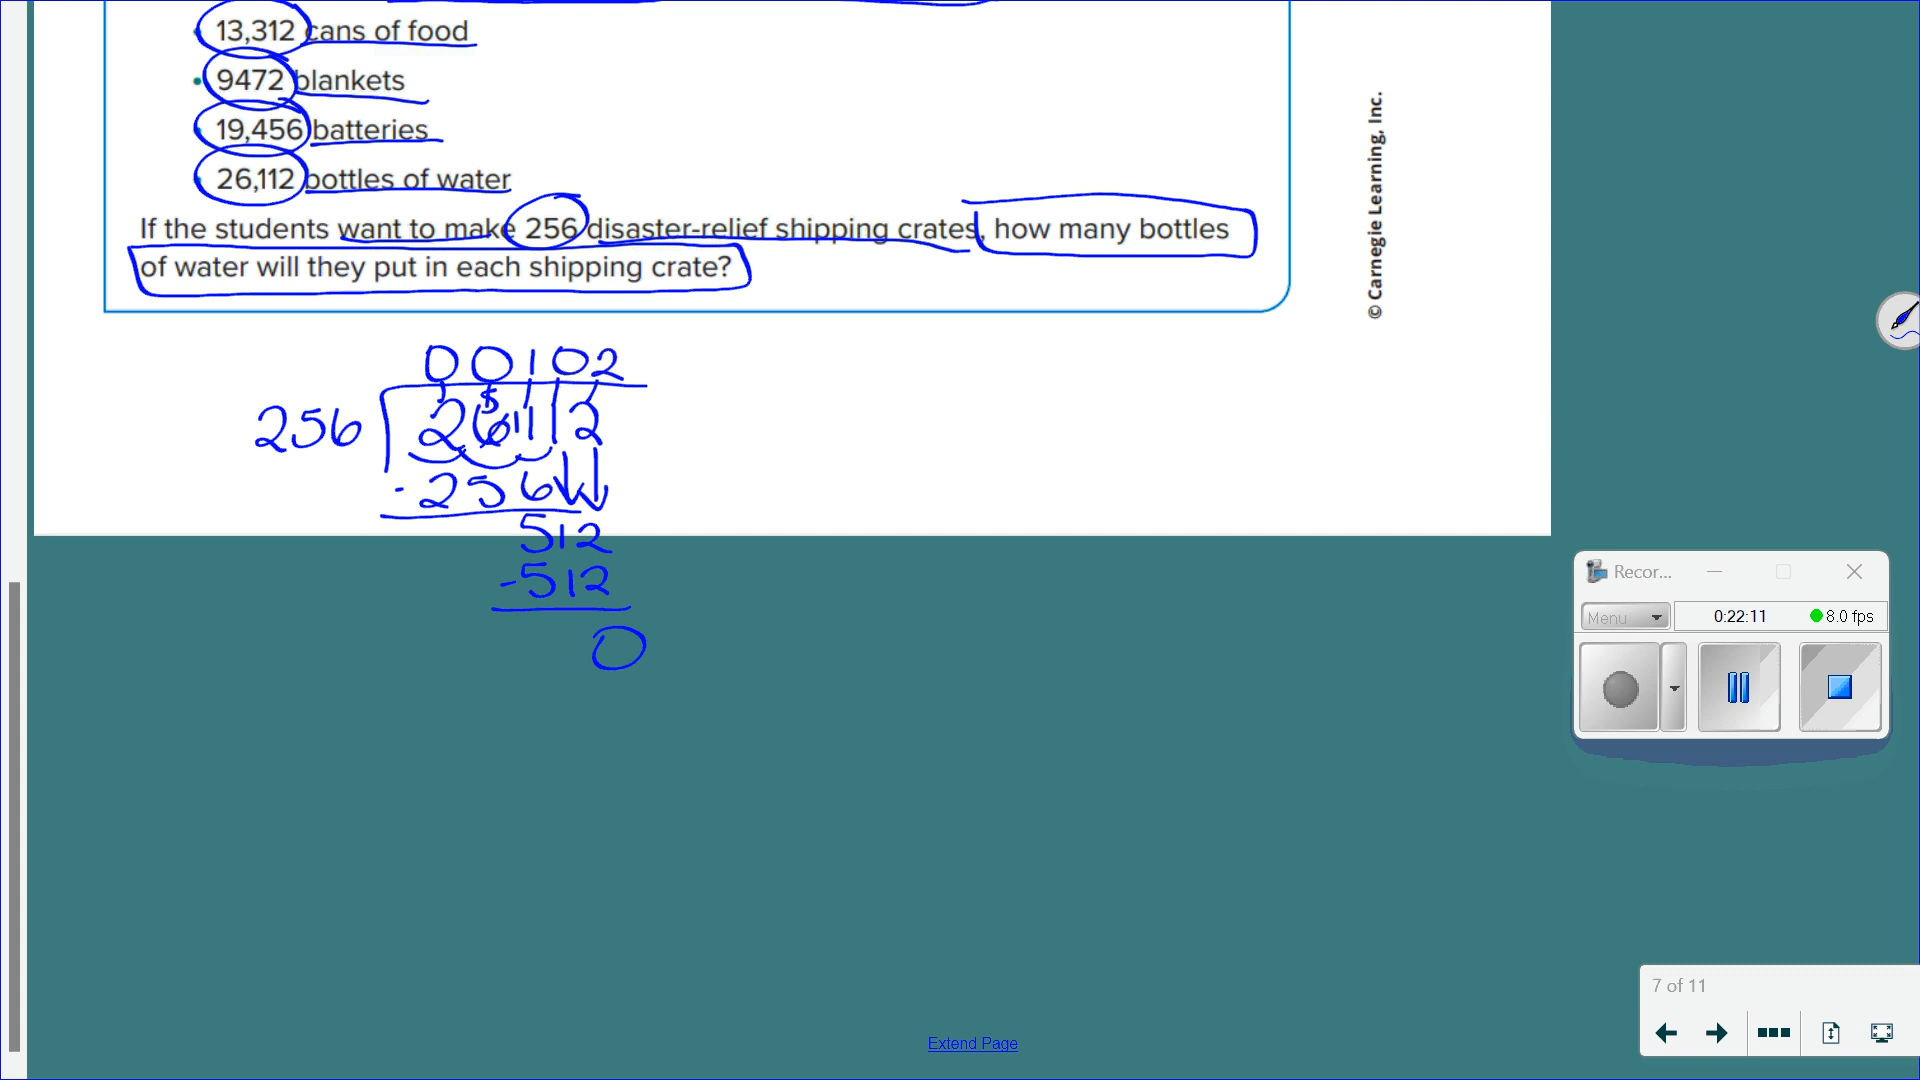 • 13,312 cans of food
• 9472 blankets
• 19,456 batteries
• 26,112 bottles of water
If the students want to make 256 disaster-relief shipping crates, how many bottles
of water will they put in each shipping crate?
© Carnegie Learning, Inc.
00102
5
256 26112
11
- 256
512
- 512
0
Recor...
Menu 0:22:11 8.0 fps
7 of 11
Extend Page